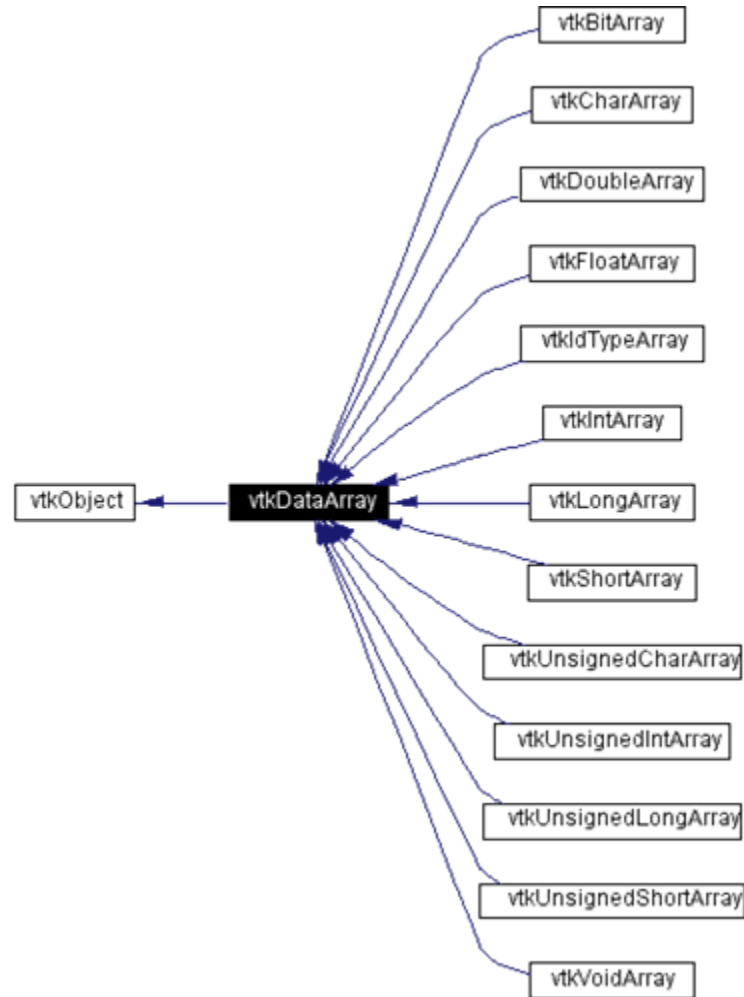 vtkBitArray
vtkCharArray
vtkDoubleArray
vtkFloatArray
vtkIdTypeArray
vtkIntArray
vtkObject
vtkDataArray
vtkLongArray
vtkShortArray
vtkUnsignedCharArray
vtkUnsignedIntArray
vtkUnsignedLongArray
vtkUnsignedShortArray
vtkVoidArray